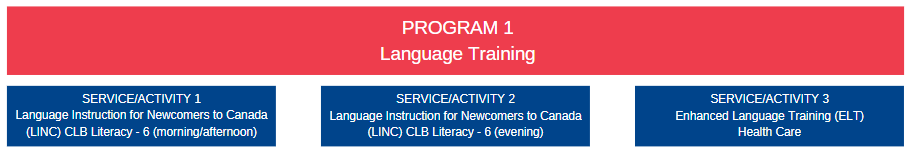 PROGRAM 1
Language Training
SERVICE/ACTIVITY 1
Language Instruction for Newcomers to Canada
(LINC) CLB Literacy - 6 (morning/afternoon)
SERVICE/ACTIVITY 2
Language Instruction for Newcomers to Canada
(LINC) CLB Literacy - 6 (evening)
SERVICE/ACTIVITY 3
Enhanced Language Training (ELT)
Health Care